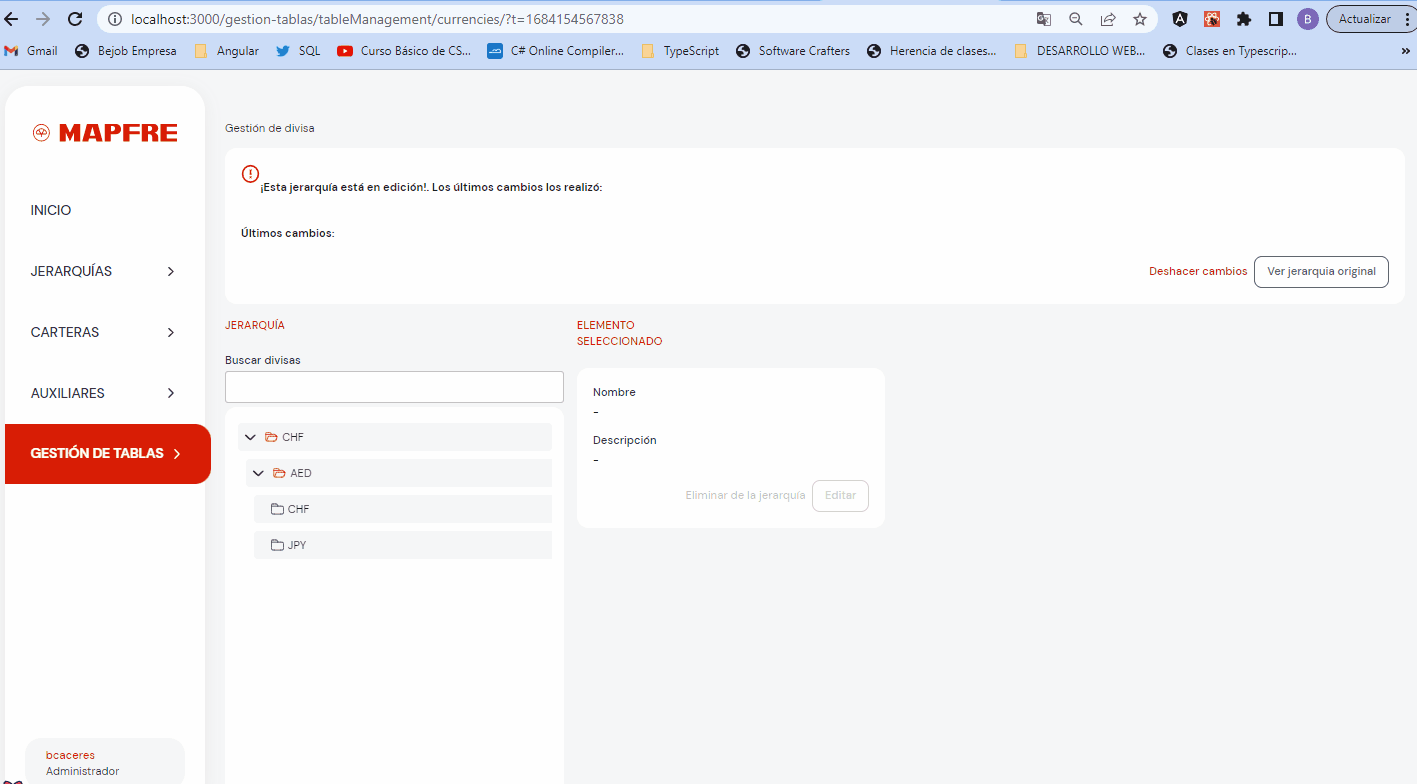 localhost:3000/gestion-tablas/tableManagement/currencies/?t=1684154567838
B
Actualizar
Gmail
Bejob Empresa
Angular
SQL
Curso Básico de CS...
C# Online Compiler...
TypeScript
Software Crafters
Herencia de clases...
DESARROLLO WEB...
Clases en Typescrip...
»
MAPFRE
INICIO
JERARQUÍAS
CARTERAS
AUXILIARES
GESTIÓN DE TABLAS
bcaceres
Administrador
Gestión de divisa
¡Esta jerarquía está en edición!. Los últimos cambios los realizó:
Últimos cambios:
Deshacer cambios
Ver jerarquia original
JERARQUÍA
Buscar divisas
CHF
AED
CHF
JPY
ELEMENTO
SELECCIONADO
Nombre
-
Descripción
-
Eliminar de la jerarquía
Editar